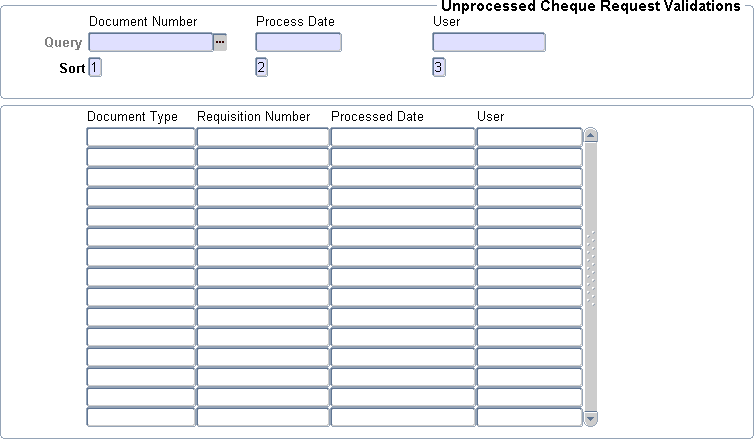 Unprocessed Cheque Request Validations
Document Number Process Date User
Query ...
Sort 1 2 3
Document Type Requisition Number Processed Date User